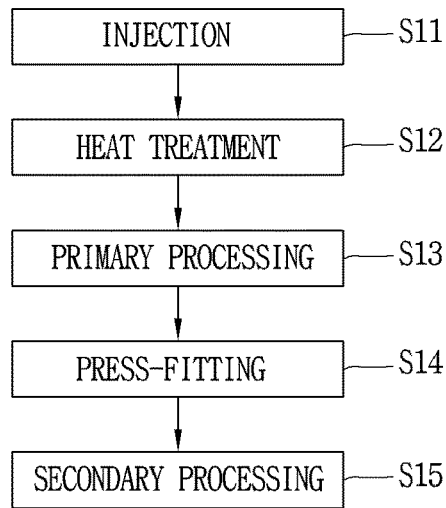 INJECTION S11
HEAT TREATMENT S12
PRIMARY PROCESSING S13
PRESS-FITTING S14
SECONDARY PROCESSING S15